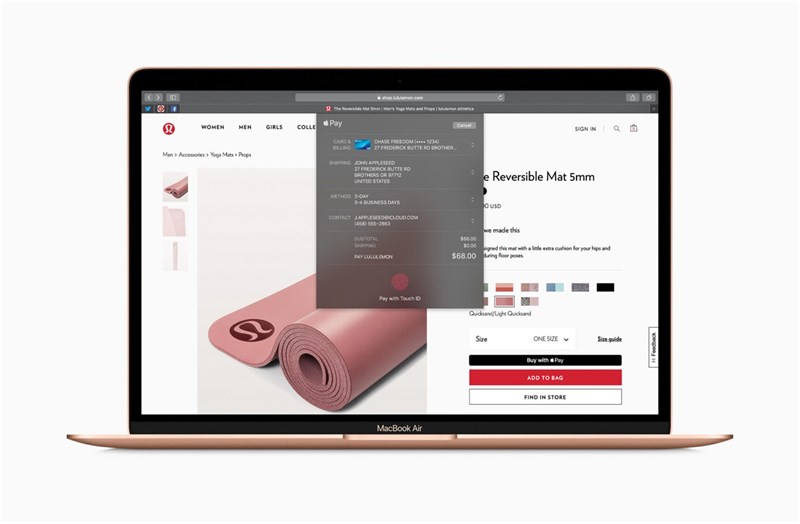 shop.lululemon.com
The Reversible Mat 5mm | Men's Yoga Mats and Props | lululemon athletica
WOMEN MEN GIRLS COLLE
SIGN IN
0
Men > Accessories > Yoga Mats > Props
Pay
Cancel
CARD & BILLING
CHASE FREEDOM (•••• 1234)
27 FREDERICK BUTTE RD BROTHER...
SHIPPING
JOHN APPLESEED
27 FREDERICK BUTTE RD
BROTHERS OR 97712
UNITED STATES
METHOD
3-DAY
3-4 BUSINESS DAYS
CONTACT
J.APPLESEED@ICLOUD.COM
(458) 555-2863
SUBTOTAL $68.00
SHIPPING $0.00
PAY LULULEMON $68.00
Pay with Touch ID
e Reversible Mat 5mm
00 USD
we made this
signed this mat with a little extra cushion for your hips and
during floor poses.
Quicksand/Light Quicksand
Size ONE SIZE Size guide
Buy with Pay
ADD TO BAG
FIND IN STORE
Feedback
MacBook Air